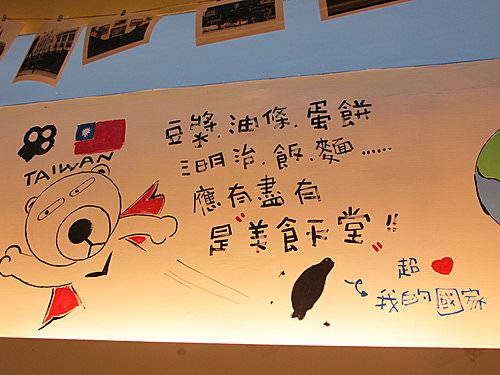 TAIWAN
豆漿.油條.蛋餅
三明治.飯.麵......
應有盡有
是"美食天堂"!!
超♥
我的國家